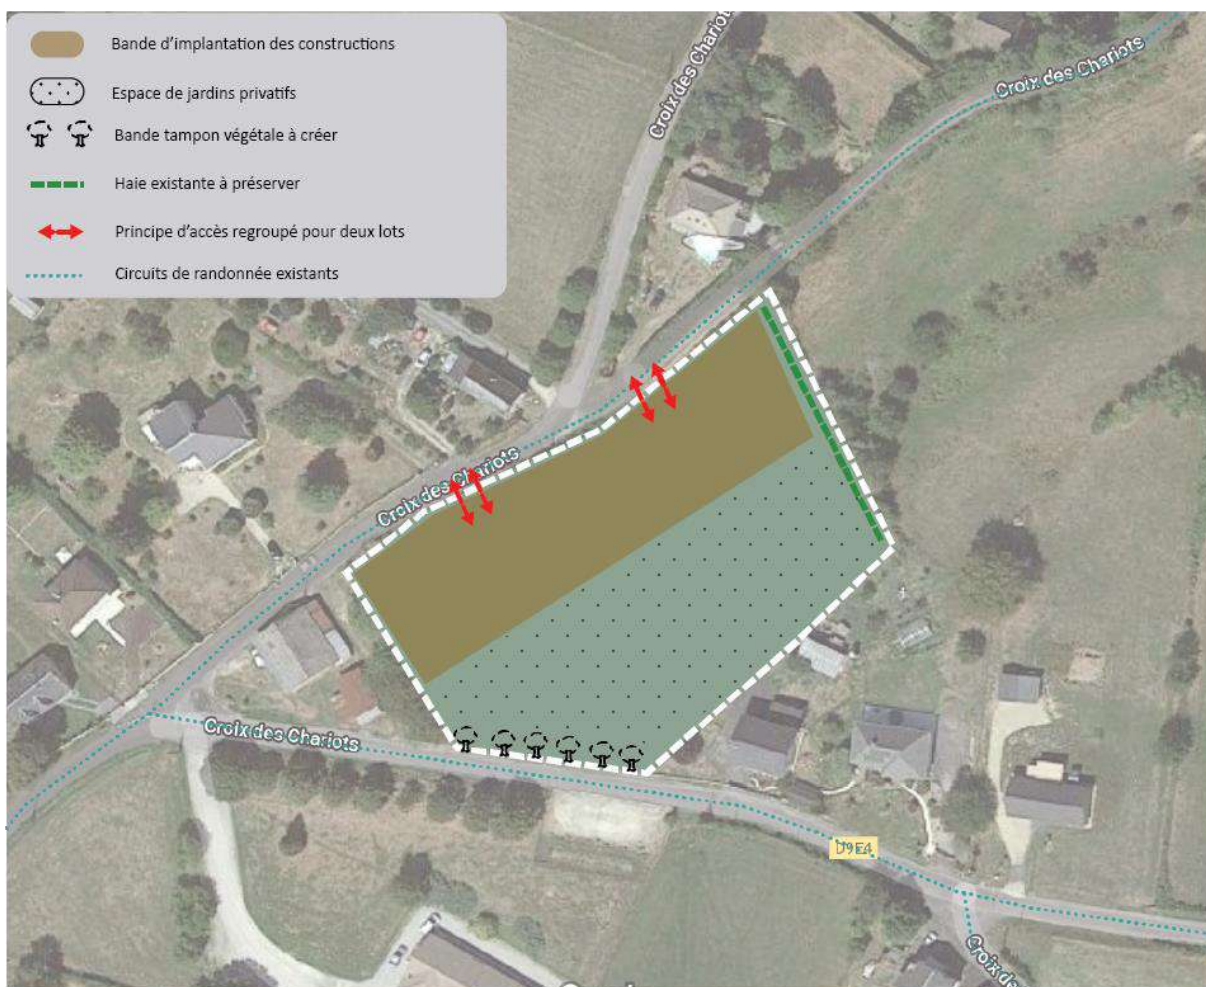 Bande d'implantation des constructions
Espace de jardins privatifs
Bande tampon végétale à créer
Haie existante à préserver
Principe d'accès regroupé pour deux lots
Circuits de randonnée existants
Croix des Chariots
Croix des Chariots
Croix des Chariots
Croix des Chariots
D9E4
Croix des